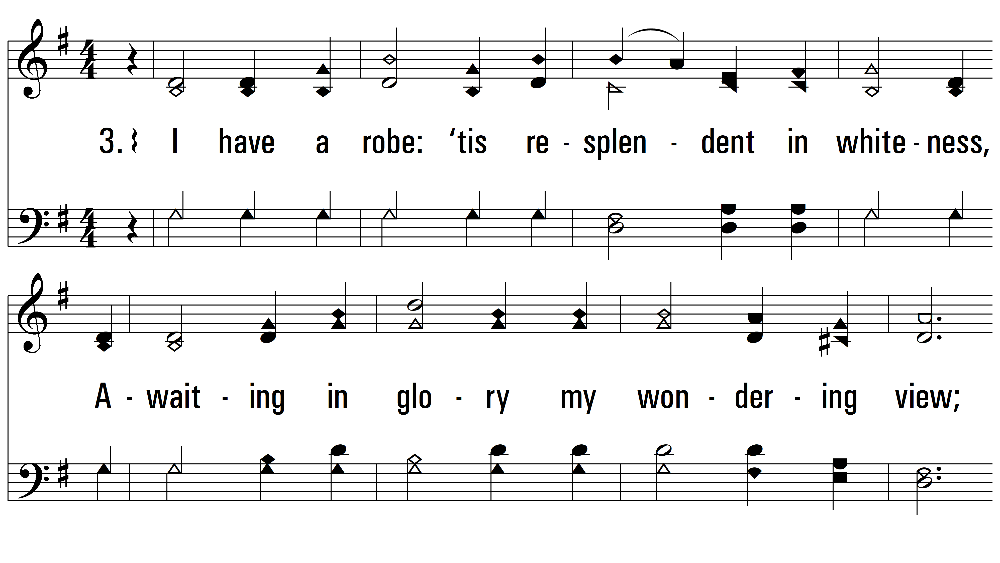 3. I have a robe: ‘tis re - splen - dent in white - ness,
A - wait - ing in glo - ry my won - der - ing view;